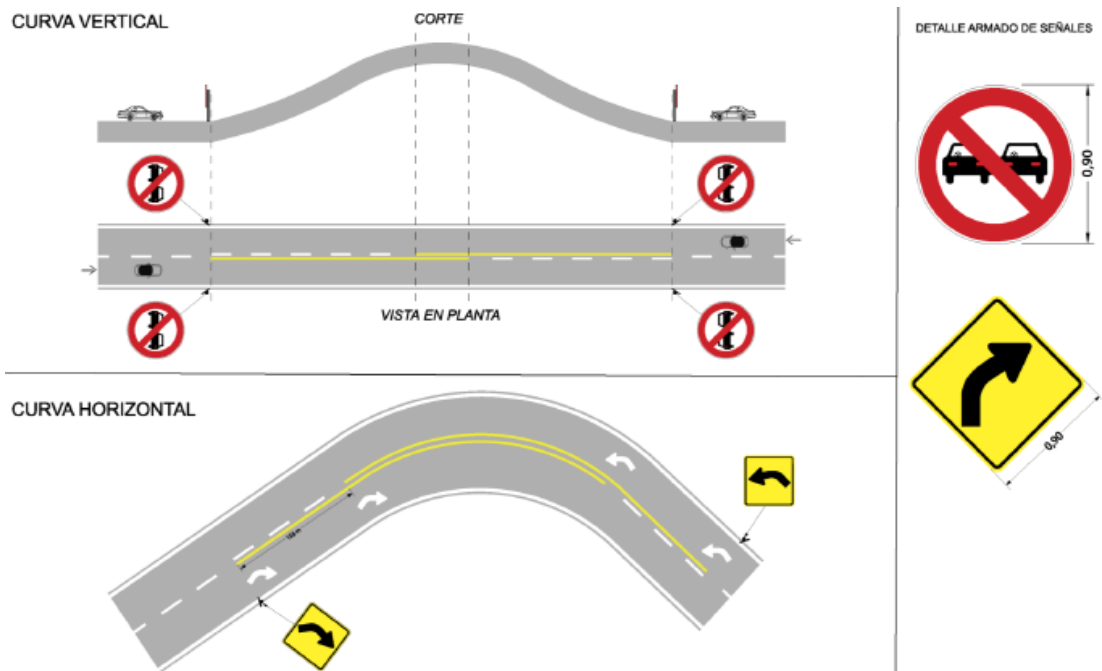 CURVA VERTICAL
CORTE
VISTA EN PLANTA
CURVA HORIZONTAL
DETALLE ARMADO DE SEÑALES
0,90
0,90